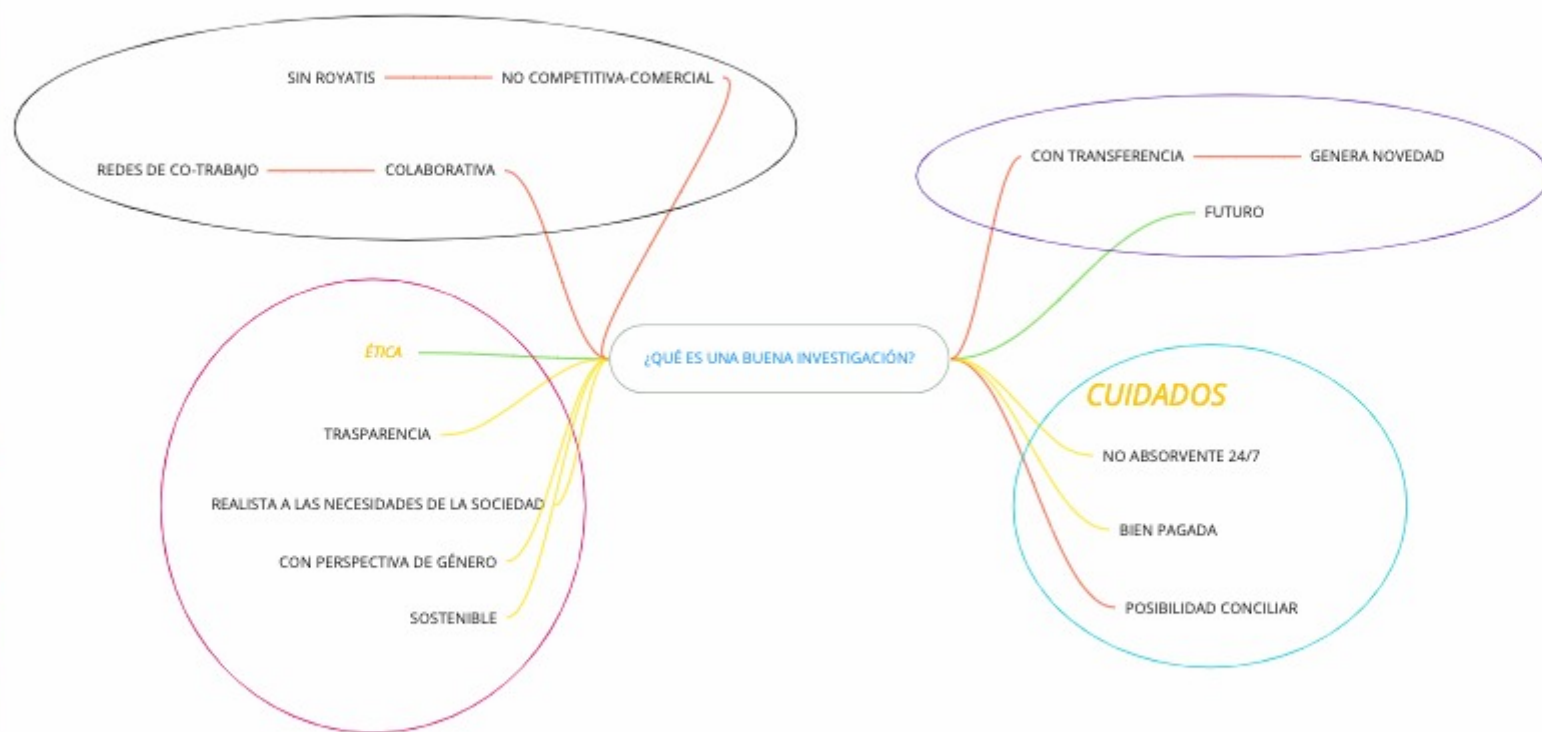 SIN ROYATIS
NO COMPETITIVA-COMERCIAL
REDES DE CO-TRABAJO
COLABORATIVA
ÉTICA
TRASPARENCIA
REALISTA A LAS NECESIDADES DE LA SOCIEDAD
CON PERSPECTIVA DE GÉNERO
SOSTENIBLE
¿QUÉ ES UNA BUENA INVESTIGACIÓN?
CON TRANSFERENCIA
GENERA NOVEDAD
FUTURO
CUIDADOS
NO ABSORVENTE 24/7
BIEN PAGADA
POSIBILIDAD CONCILIAR